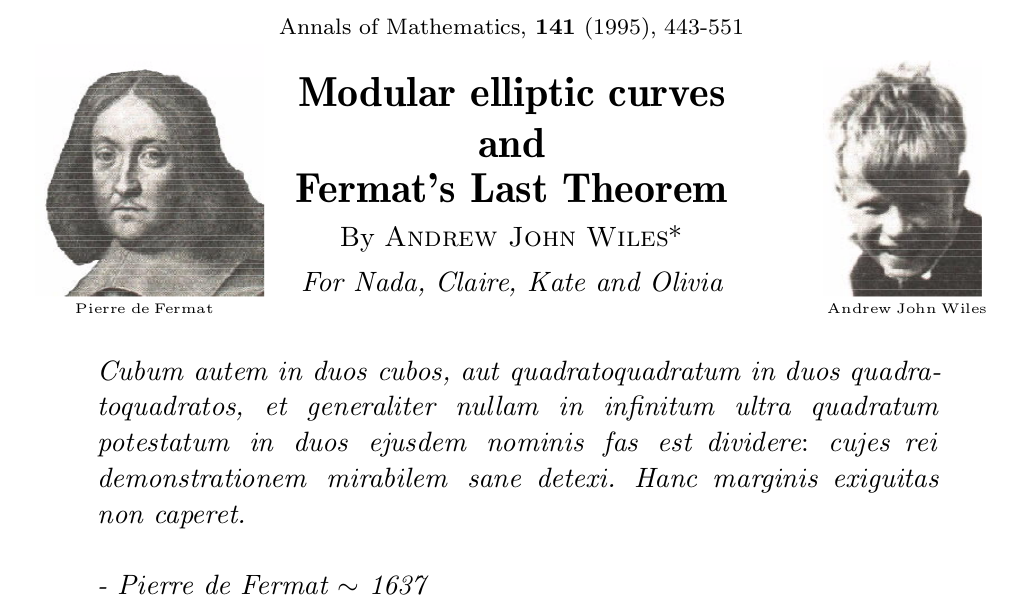 Annals of Mathematics, 141 (1995), 443-551
Modular elliptic curves
and
Fermat's Last Theorem
By Andrew John Wiles*
For Nada, Claire, Kate and Olivia
Pierre de Fermat
Andrew John Wiles
Cubum autem in duos cubos, aut quadratoquadratum in duos quadra-
toquadratos, et generaliter nullam in infinitum ultra quadratum
potestatum in duos ejusdem nominis fas est dividere: cujes rei
demonstrationem mirabilem sane detexi. Hanc marginis exiguitas
non caperet.
- Pierre de Fermat ∼ 1637